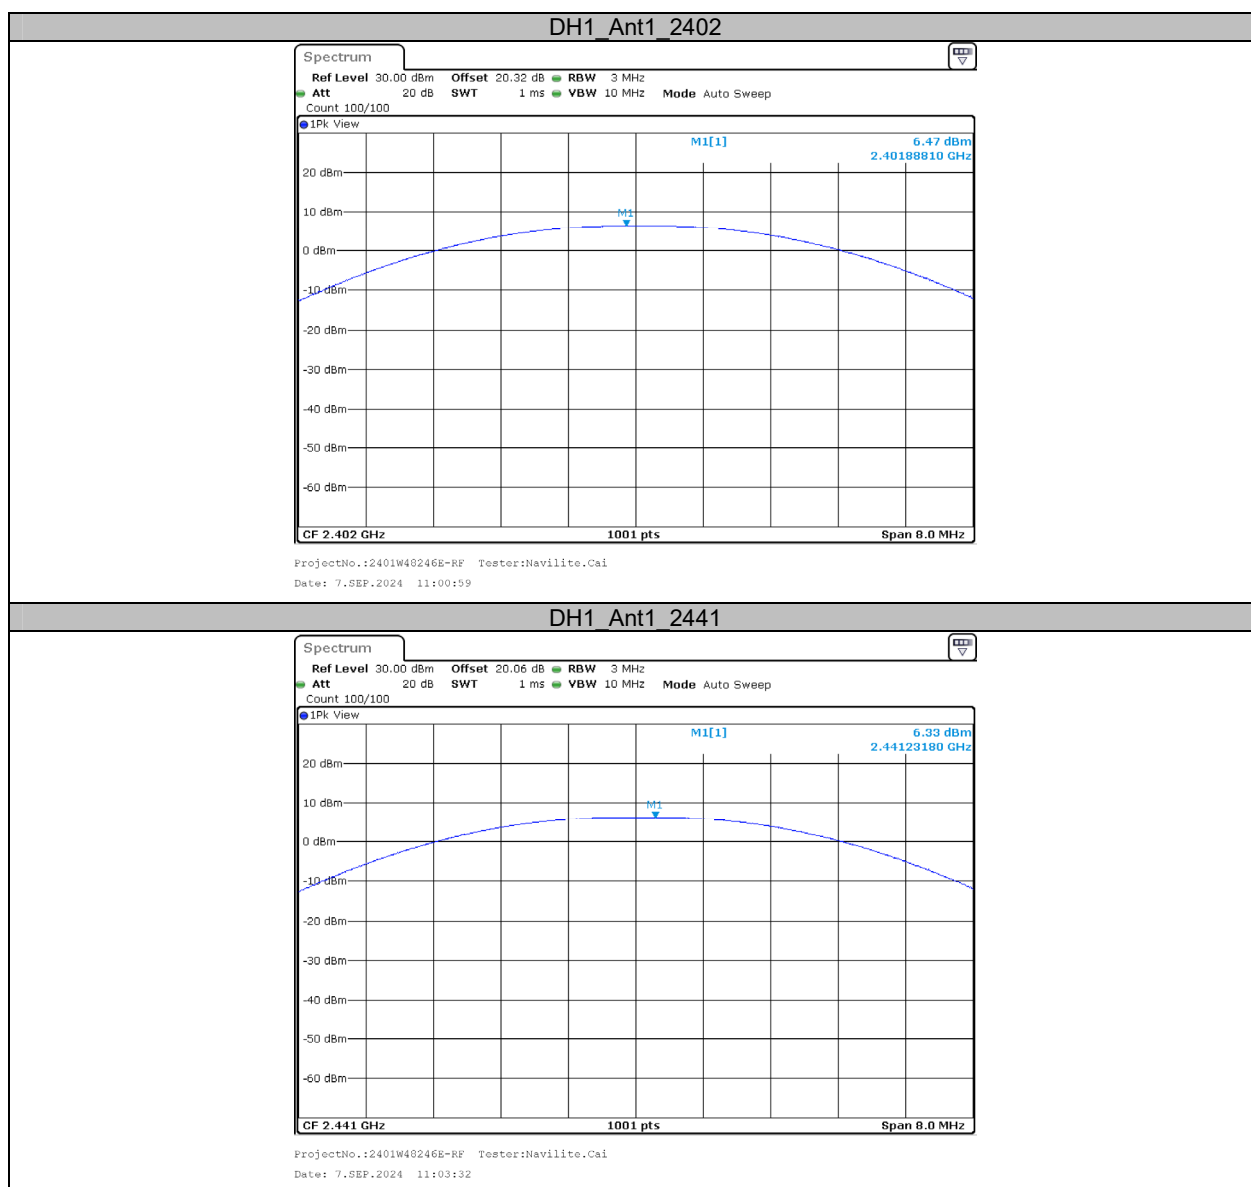 DH1_Ant1_2402
Spectrum
Ref Level 30.00 dBm Offset 20.32 dB RBW 3 MHz
Att 20 dB SWT 1 ms VBW 10 MHz Mode Auto Sweep
Count 100/100
1Pk View
M1[1] 6.47 dBm
2.40188810 GHz
20 dBm
10 dBm
M1
0 dBm
-10 dBm
-20 dBm
-30 dBm
-40 dBm
-50 dBm
-60 dBm
CF 2.402 GHz 1001 pts Span 8.0 MHz
ProjectNo.:2401W48246E-RF Tester:Navilite.Cai
Date: 7.SEP.2024 11:00:59
DH1_Ant1_2441
Spectrum
Ref Level 30.00 dBm Offset 20.06 dB RBW 3 MHz
Att 20 dB SWT 1 ms VBW 10 MHz Mode Auto Sweep
Count 100/100
1Pk View
M1[1] 6.33 dBm
2.44123180 GHz
20 dBm
10 dBm
M1
0 dBm
-10 dBm
-20 dBm
-30 dBm
-40 dBm
-50 dBm
-60 dBm
CF 2.441 GHz 1001 pts Span 8.0 MHz
ProjectNo.:2401W48246E-RF Tester:Navilite.Cai
Date: 7.SEP.2024 11:03:32